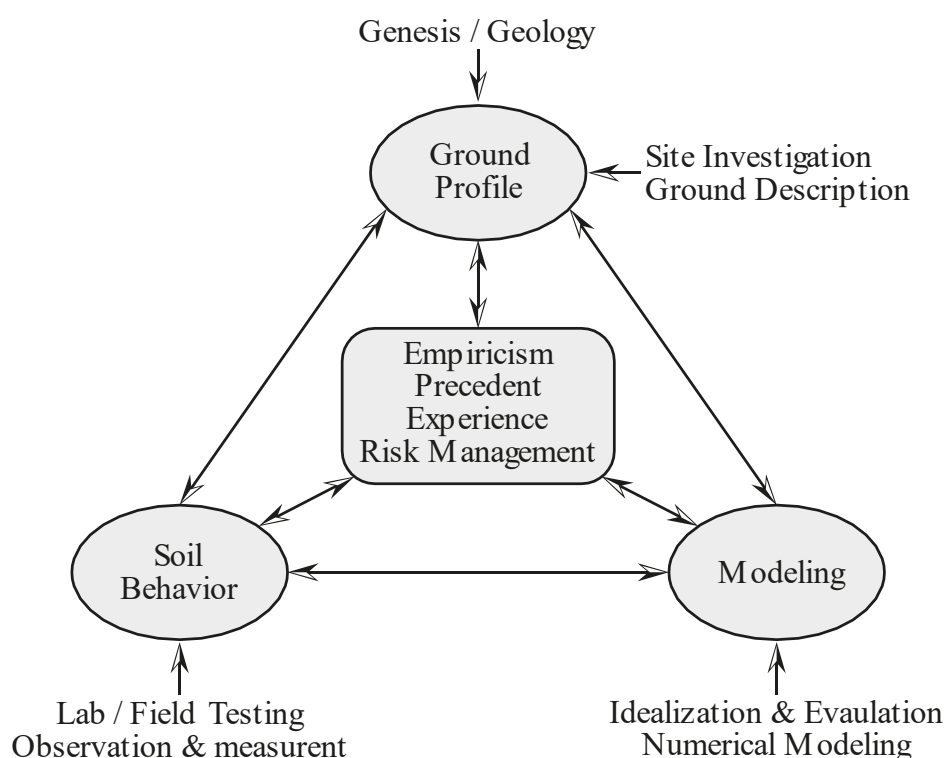 Genesis / Geology
Ground
Profile
Site Investigation
Ground Description
Empiricism
Precedent
Experience
Risk Management
Soil
Behavior
Modeling
Lab / Field Testing
Observation & measurent
Idealization & Evaulation
Numerical Modeling